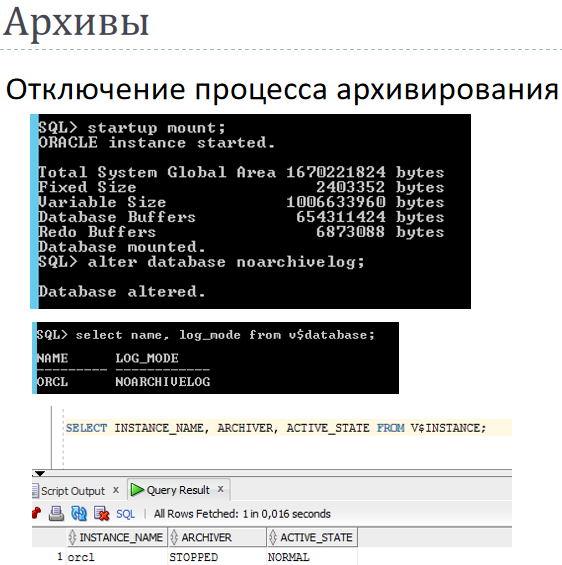 Архивы
Отключение процесса архивирования
SQL> startup mount;
ORACLE instance started.
Total System Global Area 1670221824 bytes
Fixed Size 2403352 bytes
Variable Size 1006633960 bytes
Database Buffers 654311424 bytes
Redo Buffers 6873088 bytes
Database mounted.
SQL> alter database noarchivelog;
Database altered.
SQL> select name, log_mode from v$database;
NAME LOG_MODE
--------- ------------
ORCL NOARCHIVELOG
SELECT INSTANCE_NAME, ARCHIVER, ACTIVE_STATE FROM V$INSTANCE;
Script Output x Query Result x
SQL | All Rows Fetched: 1 in 0,016 seconds
INSTANCE_NAME ARCHIVER ACTIVE_STATE
1 orcl STOPPED NORMAL